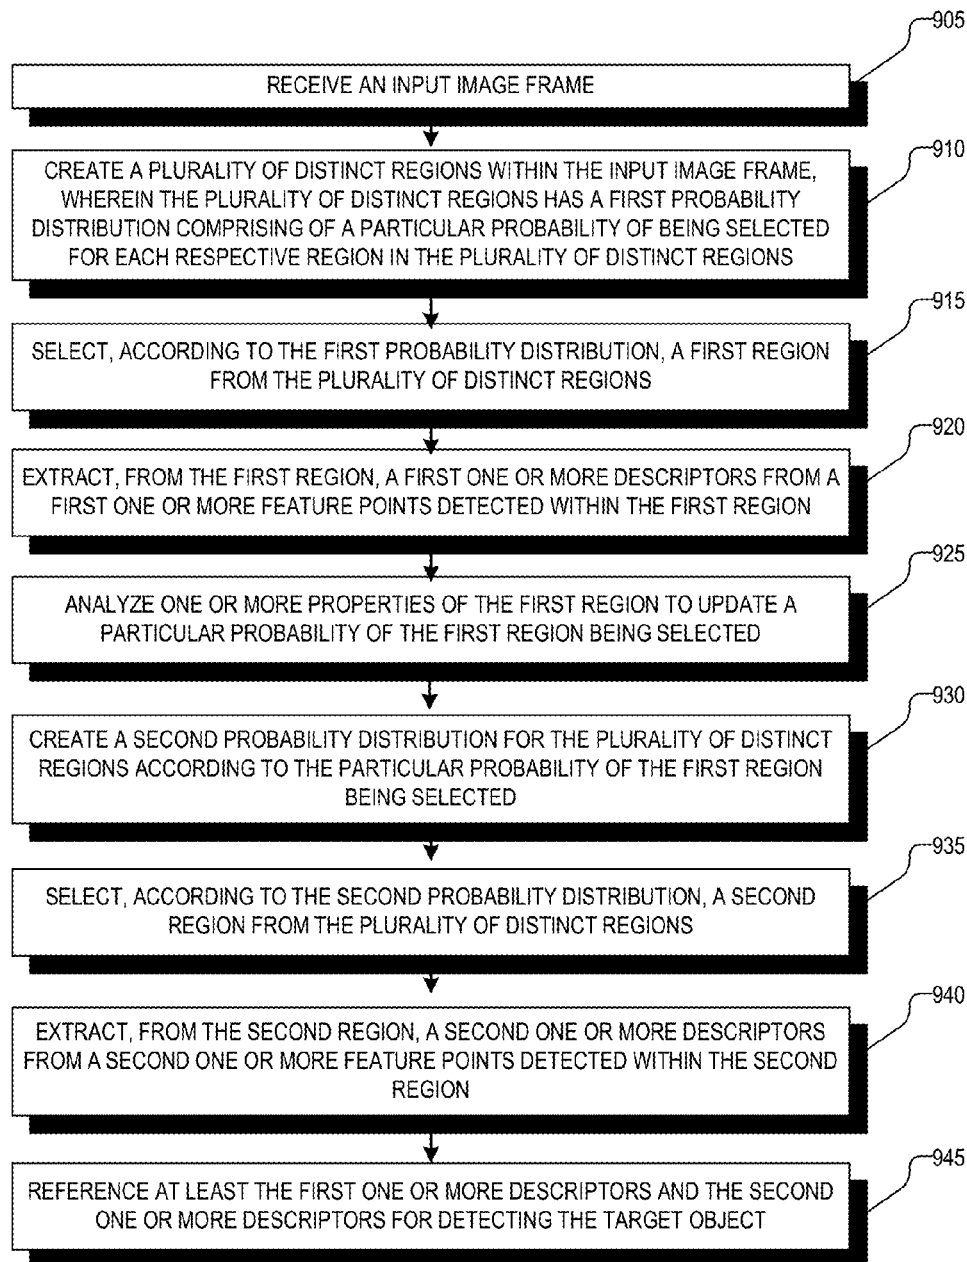 905
RECEIVE AN INPUT IMAGE FRAME
910
CREATE A PLURALITY OF DISTINCT REGIONS WITHIN THE INPUT IMAGE FRAME,
WHEREIN THE PLURALITY OF DISTINCT REGIONS HAS A FIRST PROBABILITY
DISTRIBUTION COMPRISING OF A PARTICULAR PROBABILITY OF BEING SELECTED
FOR EACH RESPECTIVE REGION IN THE PLURALITY OF DISTINCT REGIONS
915
SELECT, ACCORDING TO THE FIRST PROBABILITY DISTRIBUTION, A FIRST REGION
FROM THE PLURALITY OF DISTINCT REGIONS
920
EXTRACT, FROM THE FIRST REGION, A FIRST ONE OR MORE DESCRIPTORS FROM A
FIRST ONE OR MORE FEATURE POINTS DETECTED WITHIN THE FIRST REGION
925
ANALYZE ONE OR MORE PROPERTIES OF THE FIRST REGION TO UPDATE A
PARTICULAR PROBABILITY OF THE FIRST REGION BEING SELECTED
930
CREATE A SECOND PROBABILITY DISTRIBUTION FOR THE PLURALITY OF DISTINCT
REGIONS ACCORDING TO THE PARTICULAR PROBABILITY OF THE FIRST REGION
BEING SELECTED
935
SELECT, ACCORDING TO THE SECOND PROBABILITY DISTRIBUTION, A SECOND
REGION FROM THE PLURALITY OF DISTINCT REGIONS
940
EXTRACT, FROM THE SECOND REGION, A SECOND ONE OR MORE DESCRIPTORS
FROM A SECOND ONE OR MORE FEATURE POINTS DETECTED WITHIN THE SECOND
REGION
945
REFERENCE AT LEAST THE FIRST ONE OR MORE DESCRIPTORS AND THE SECOND
ONE OR MORE DESCRIPTORS FOR DETECTING THE TARGET OBJECT